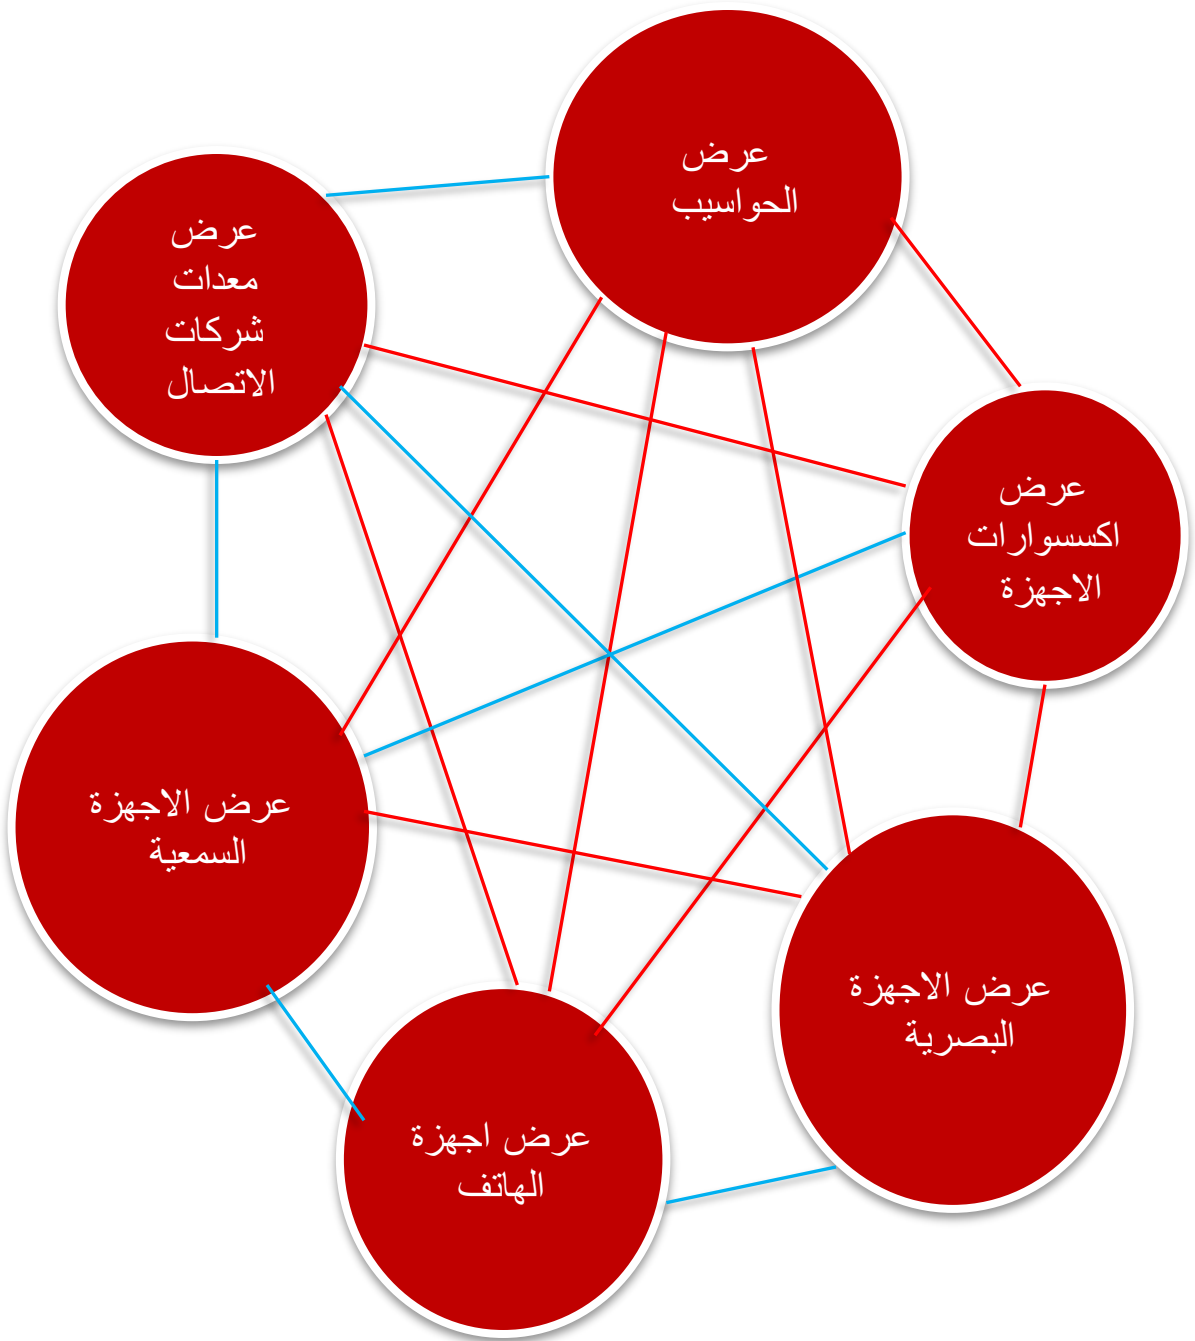 عرض
الحواسيب
عرض
معدات
شركات
الاتصال
عرض
اكسسوارات
الاجهزة
عرض الاجهزة
السمعية
عرض الاجهزة
البصرية
عرض اجهزة
الهاتف